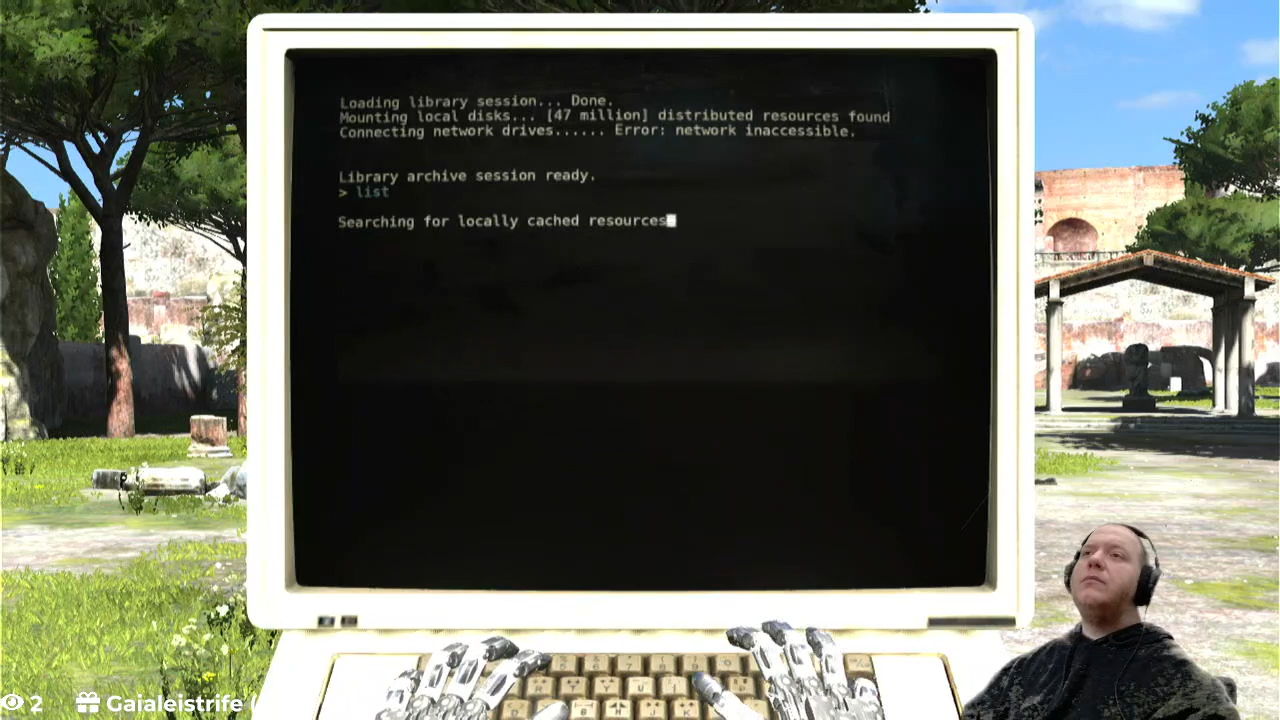 Loading library session... Done.
Mounting local disks... [47 million] distributed resources found
Connecting network drives...... Error: network inaccessible.
Library archive session ready.
> list
Searching for locally cached resources
2
Gaialeistrife (